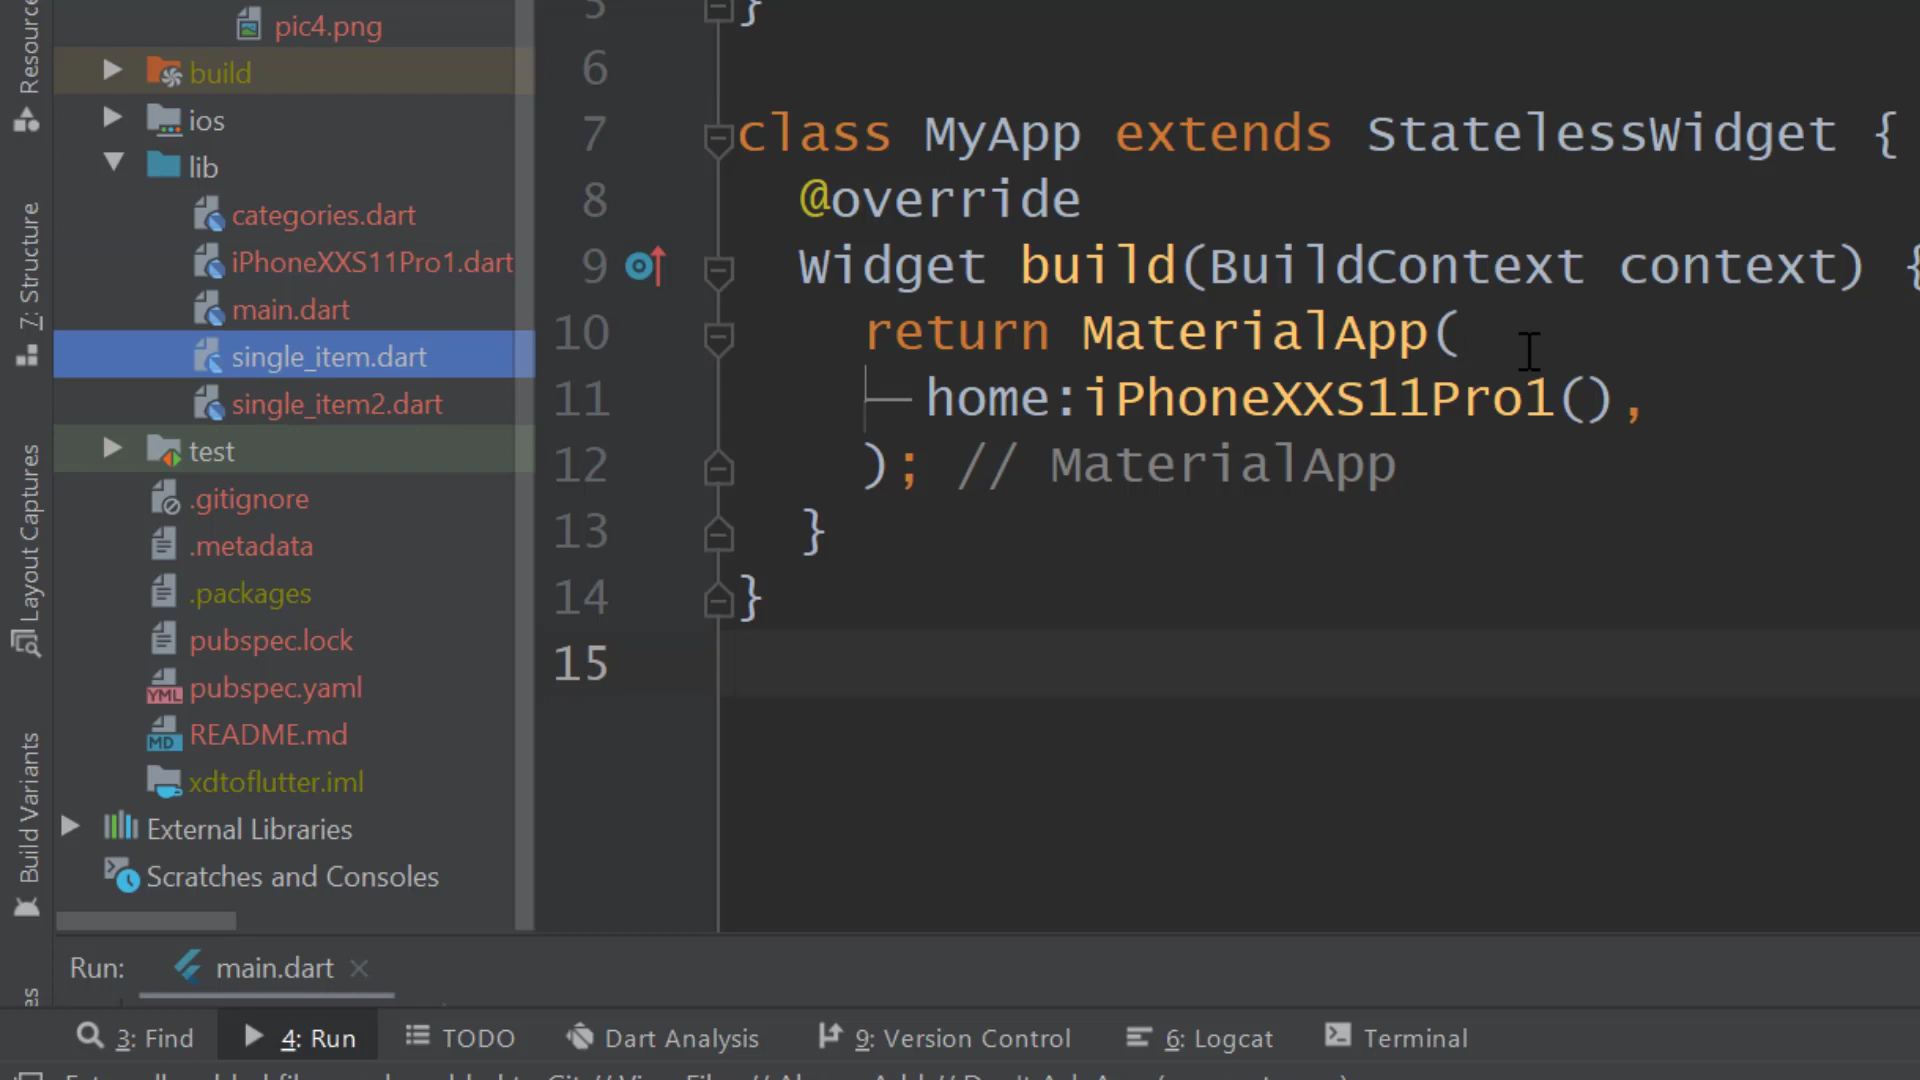 Resource
7: Structure
Layout Captures
Build Variants
pic4.png
build
ios
lib
categories.dart
iPhoneXXS11Pro1.dart
main.dart
single_item.dart
single_item2.dart
test
.gitignore
.metadata
.packages
pubspec.lock
pubspec.yaml
README.md
xdtoflutter.iml
External Libraries
Scratches and Consoles
5 }
6
7 class MyApp extends StatelessWidget {
8 @override
9 Widget build(BuildContext context) {
10 return MaterialApp(
11 home:iPhoneXXS11Pro1(),
12 ); // MaterialApp
13 }
14 }
15
Run: main.dart
3: Find 4: Run TODO Dart Analysis 9: Version Control 6: Logcat Terminal